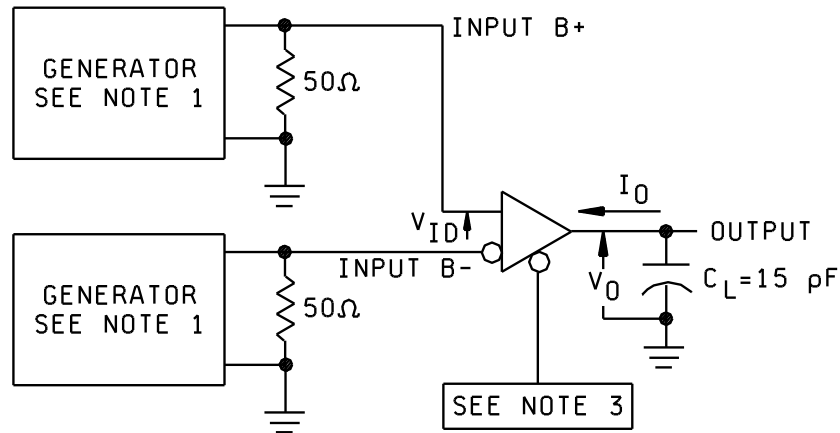 INPUT B+
GENERATOR
SEE NOTE 1
50Ω
I_O
V_ID
OUTPUT
INPUT B-
GENERATOR
SEE NOTE 1
50Ω
V_O
C_L=15 pF
SEE NOTE 3